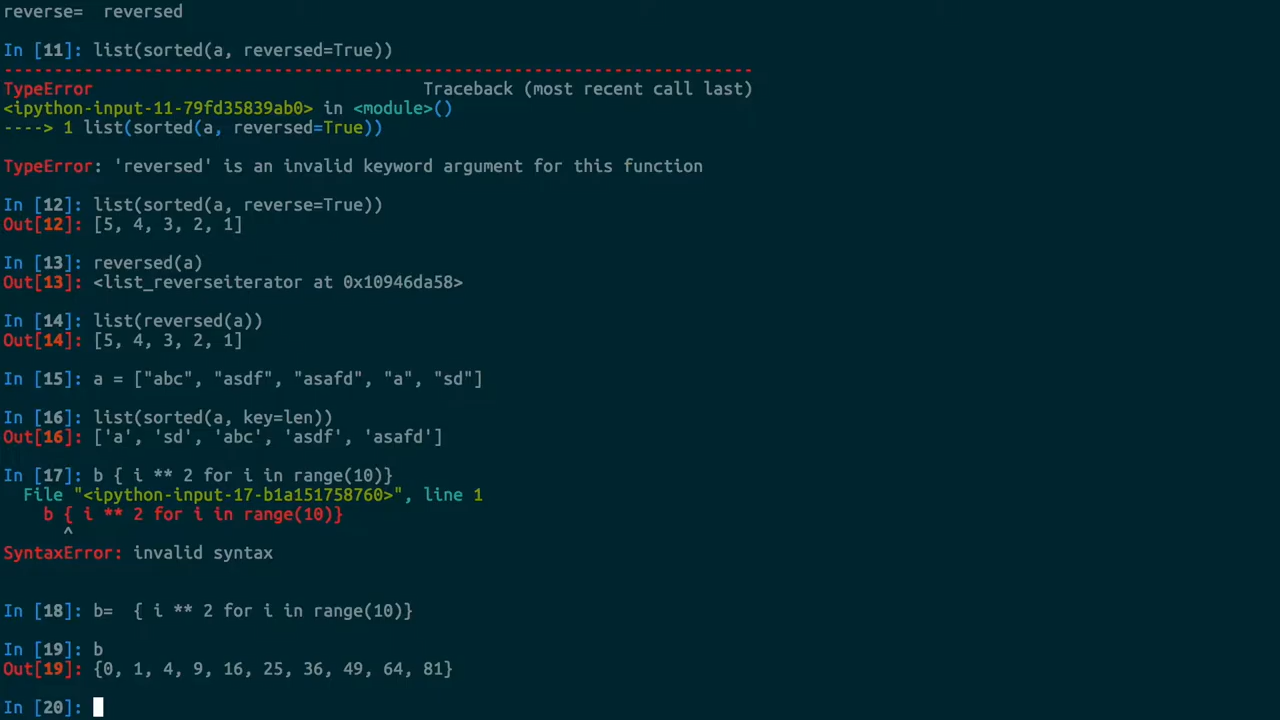 reverse=  reversed
In [11]: list(sorted(a, reversed=True))
---------------------------------------------------------------------------
TypeError                                 Traceback (most recent call last)
<ipython-input-11-79fd35839ab0> in <module>()
----> 1 list(sorted(a, reversed=True))
TypeError: 'reversed' is an invalid keyword argument for this function
In [12]: list(sorted(a, reverse=True))
Out[12]: [5, 4, 3, 2, 1]
In [13]: reversed(a)
Out[13]: <list_reverseiterator at 0x10946da58>
In [14]: list(reversed(a))
Out[14]: [5, 4, 3, 2, 1]
In [15]: a = ["abc", "asdf", "asafd", "a", "sd"]
In [16]: list(sorted(a, key=len))
Out[16]: ['a', 'sd', 'abc', 'asdf', 'asafd']
In [17]: b { i ** 2 for i in range(10)}
  File "<ipython-input-17-b1a151758760>", line 1
    b { i ** 2 for i in range(10)}
      ^
SyntaxError: invalid syntax
In [18]: b=  { i ** 2 for i in range(10)}
In [19]: b
Out[19]: {0, 1, 4, 9, 16, 25, 36, 49, 64, 81}
In [20]: